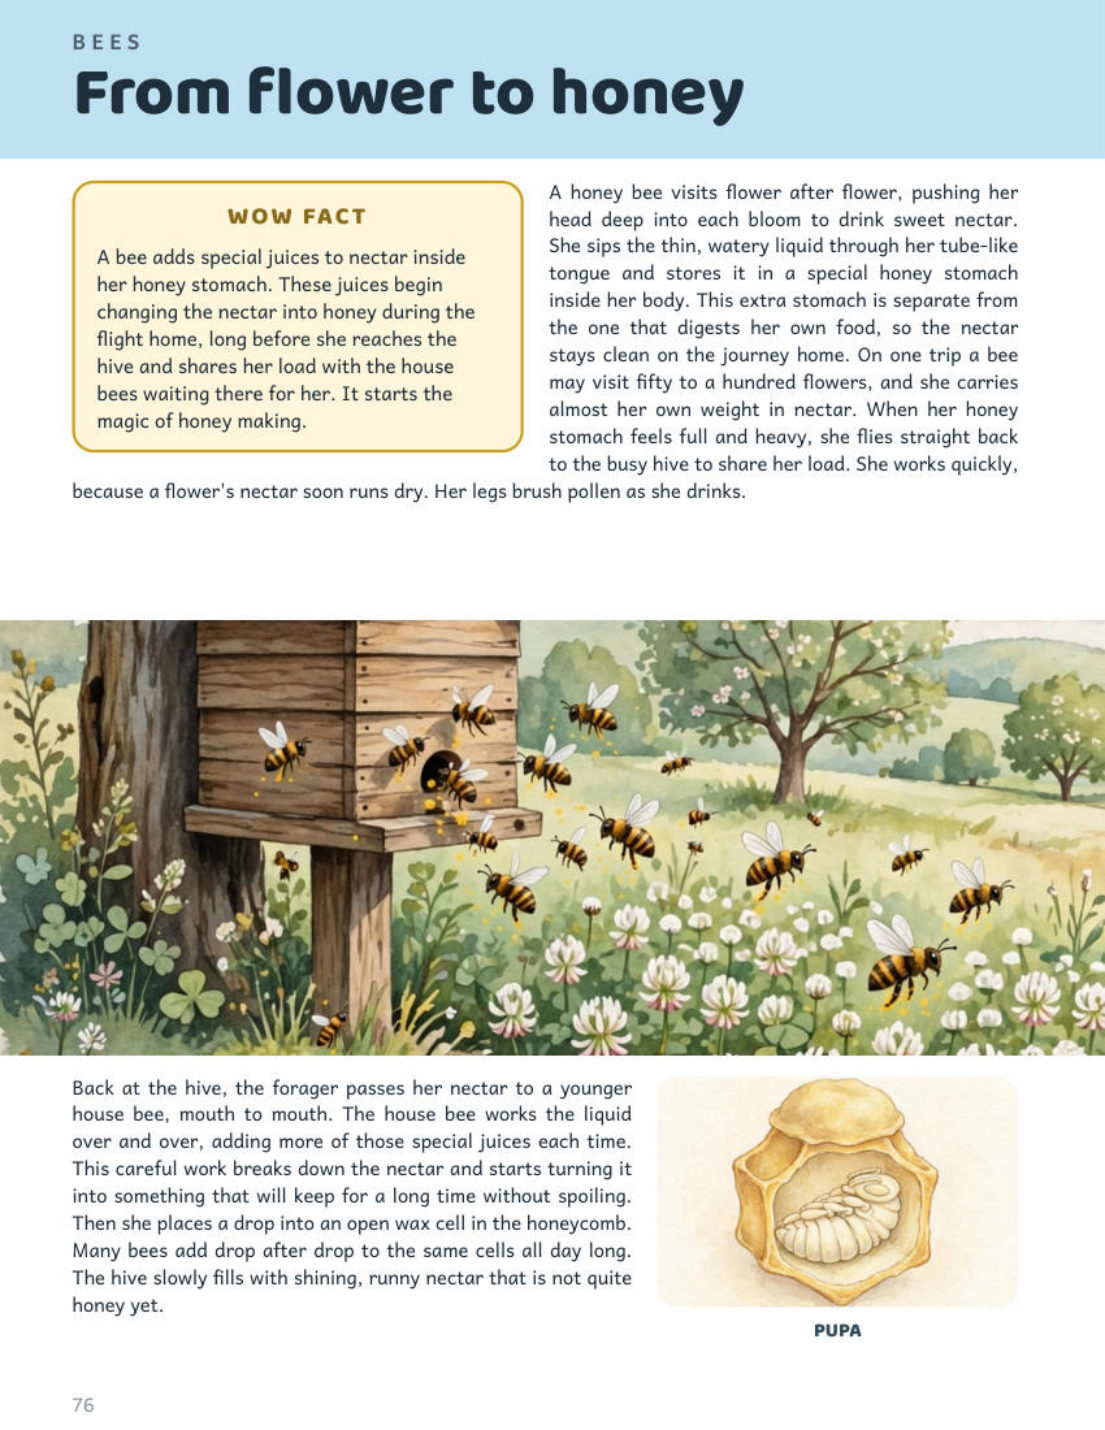 BEES
From flower to honey
WOW FACT
A bee adds special juices to nectar inside
her honey stomach. These juices begin
changing the nectar into honey during the
flight home, long before she reaches the
hive and shares her load with the house
bees waiting there for her. It starts the
magic of honey making.
A honey bee visits flower after flower, pushing her
head deep into each bloom to drink sweet nectar.
She sips the thin, watery liquid through her tube-like
tongue and stores it in a special honey stomach
inside her body. This extra stomach is separate from
the one that digests her own food, so the nectar
stays clean on the journey home. On one trip a bee
may visit fifty to a hundred flowers, and she carries
almost her own weight in nectar. When her honey
stomach feels full and heavy, she flies straight back
to the busy hive to share her load. She works quickly,
because a flower's nectar soon runs dry. Her legs brush pollen as she drinks.
Back at the hive, the forager passes her nectar to a younger
house bee, mouth to mouth. The house bee works the liquid
over and over, adding more of those special juices each time.
This careful work breaks down the nectar and starts turning it
into something that will keep for a long time without spoiling.
Then she places a drop into an open wax cell in the honeycomb.
Many bees add drop after drop to the same cells all day long.
The hive slowly fills with shining, runny nectar that is not quite
honey yet.
PUPA
76